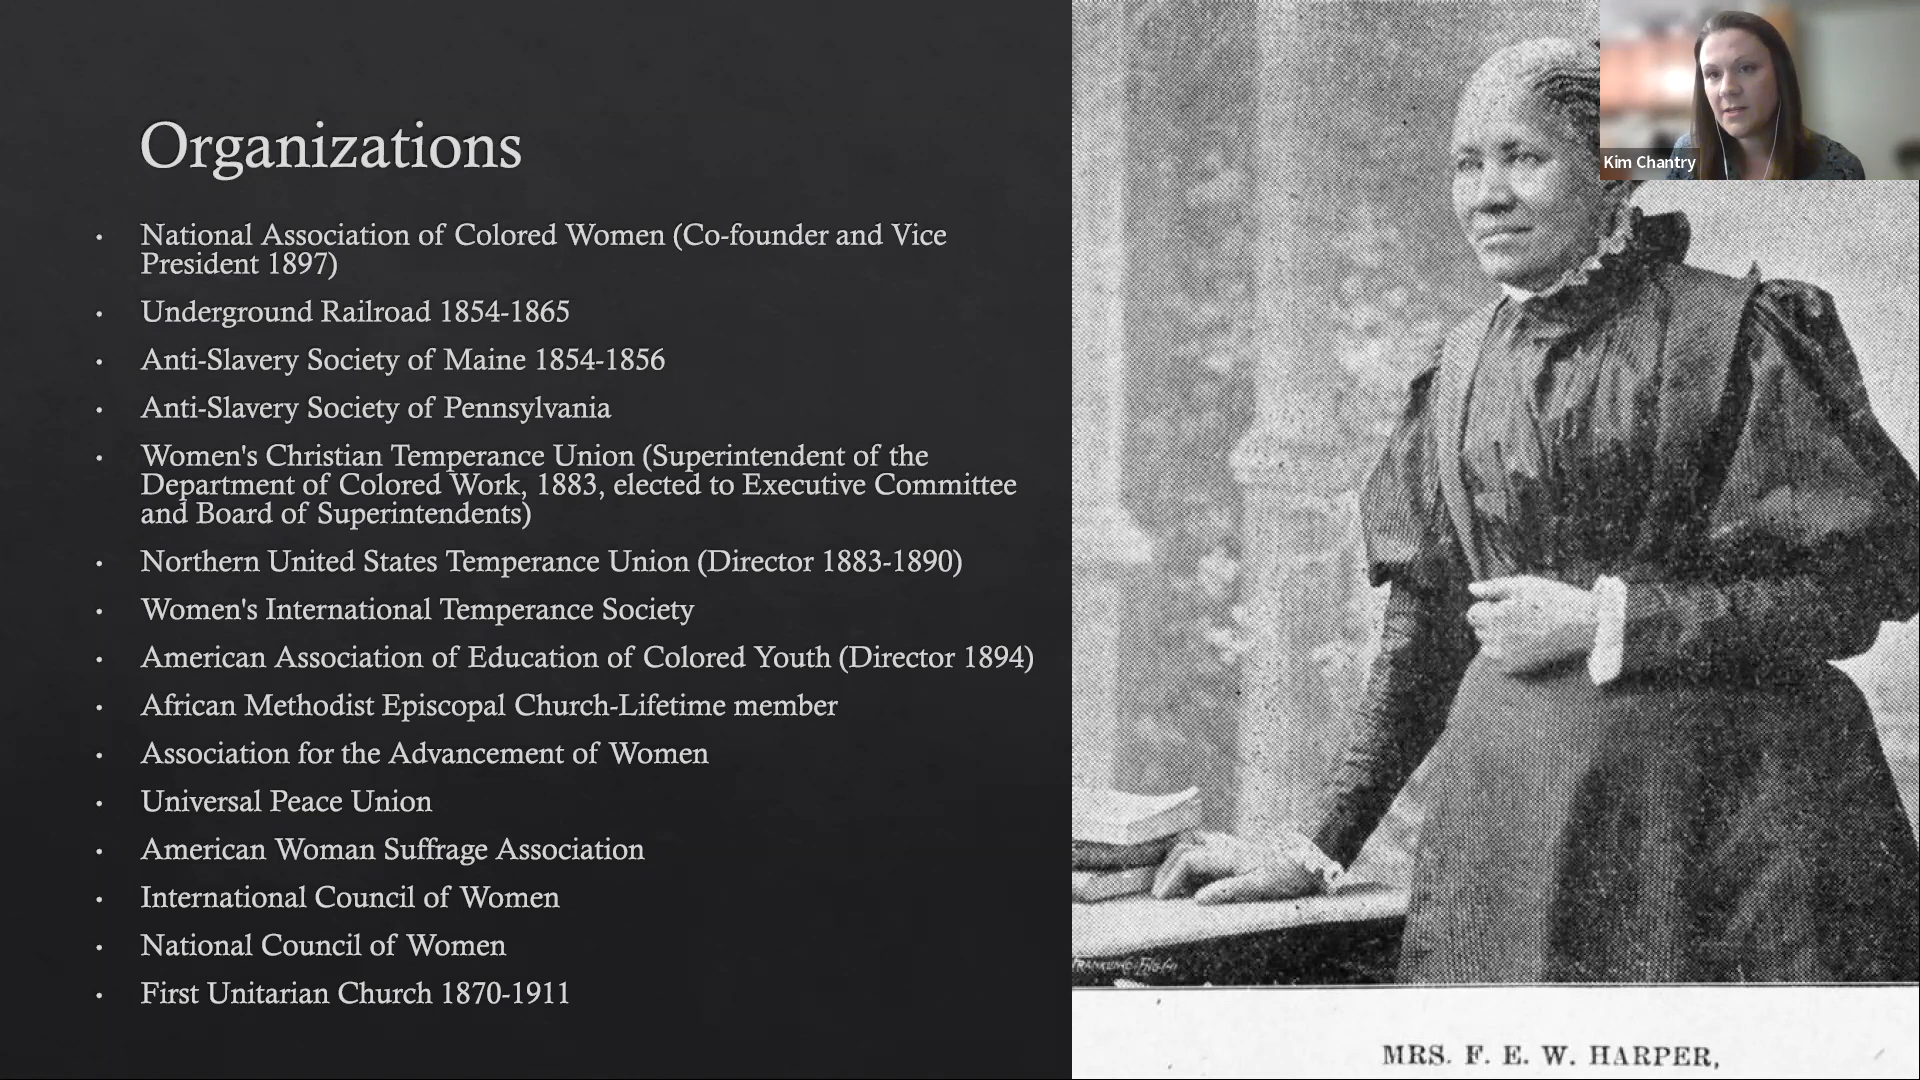 Organizations
• National Association of Colored Women (Co-founder and Vice
President 1897)
• Underground Railroad 1854-1865
• Anti-Slavery Society of Maine 1854-1856
• Anti-Slavery Society of Pennsylvania
• Women's Christian Temperance Union (Superintendent of the
Department of Colored Work, 1883, elected to Executive Committee
and Board of Superintendents)
• Northern United States Temperance Union (Director 1883-1890)
• Women's International Temperance Society
• American Association of Education of Colored Youth (Director 1894)
• African Methodist Episcopal Church-Lifetime member
• Association for the Advancement of Women
• Universal Peace Union
• American Woman Suffrage Association
• International Council of Women
• National Council of Women
• First Unitarian Church 1870-1911
Kim Chantry
MRS. F. E. W. HARPER,